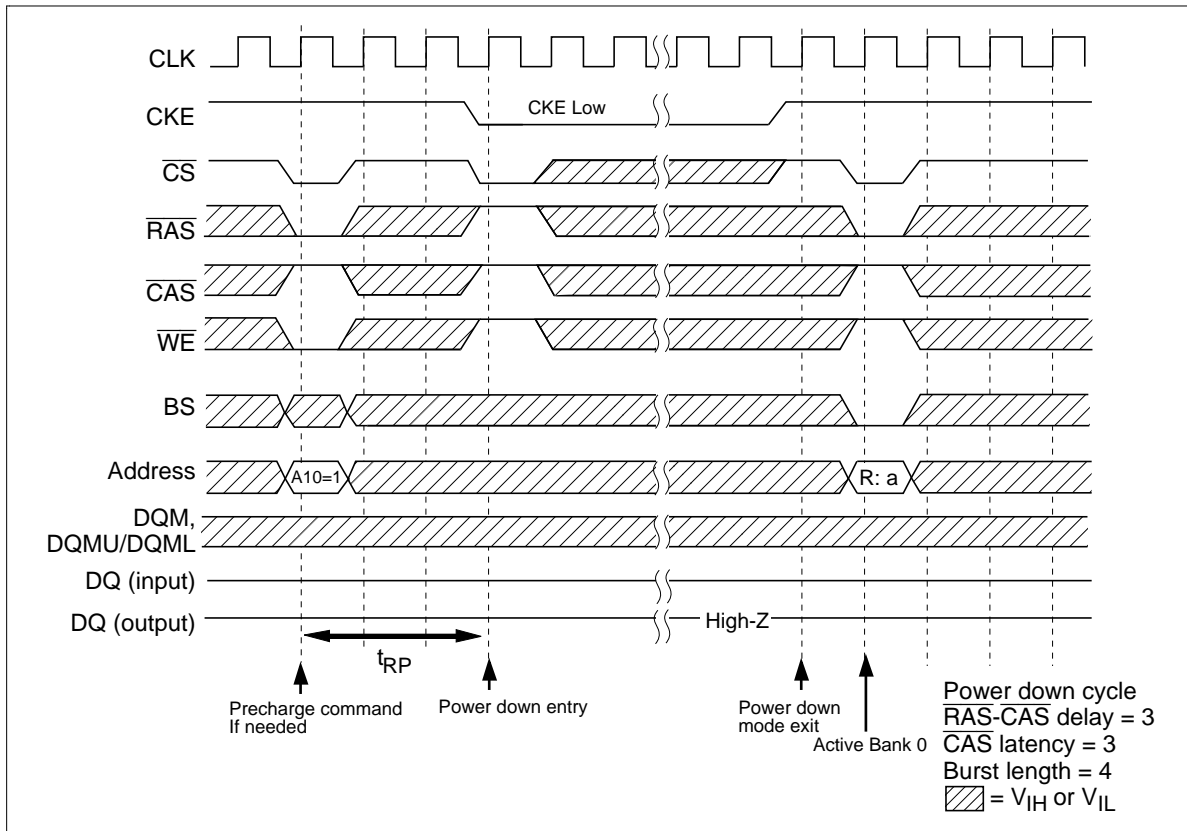 CLK
CKE
CKE Low
CS
RAS
CAS
WE
BS
Address
A10=1
R: a
DQM,
DQMU/DQML
DQ (input)
DQ (output)
High-Z
tRP
Precharge command
If needed
Power down entry
Power down
mode exit
Active Bank 0
Power down cycle
RAS-CAS delay = 3
CAS latency = 3
Burst length = 4
= VIH or VIL